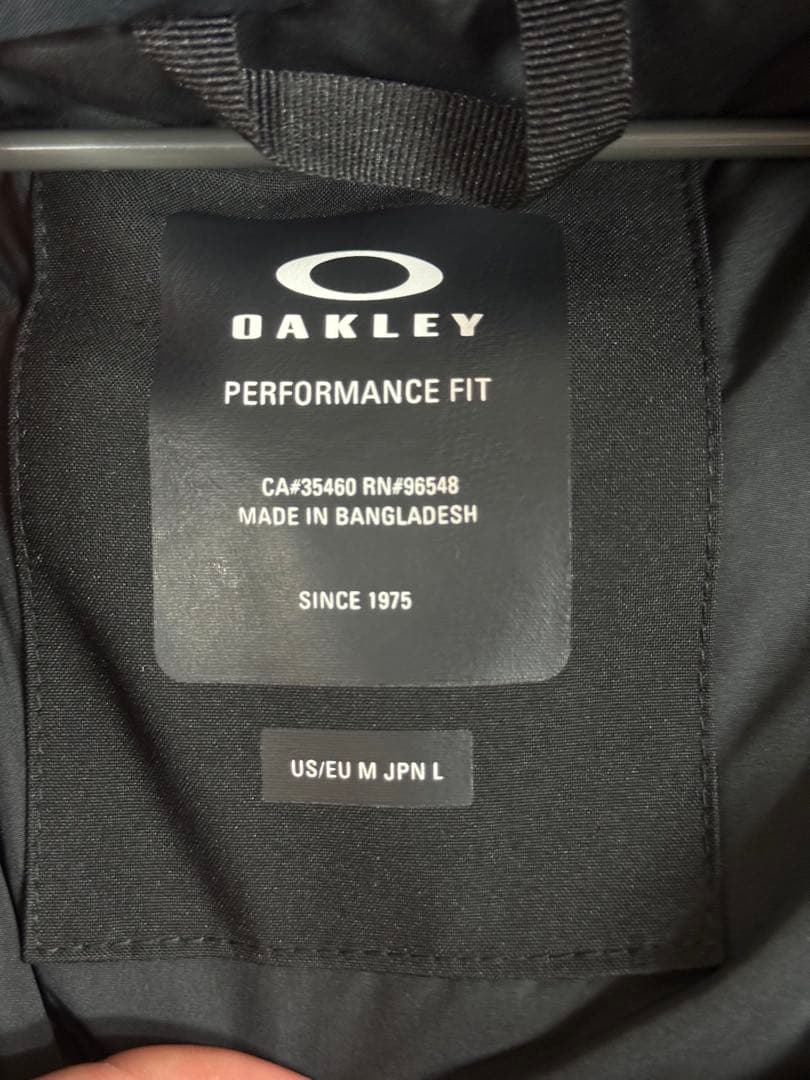 OAKLEY
PERFORMANCE FIT
CA#35460 RN#96548
MADE IN BANGLADESH
SINCE 1975
US/EU M JPN L